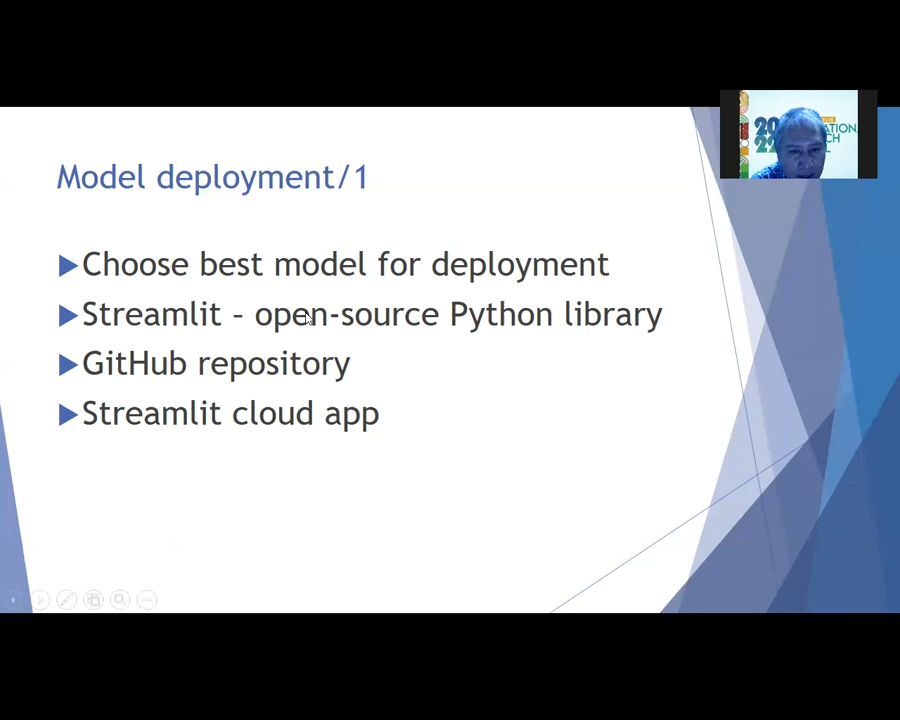 Model deployment/1
Choose best model for deployment
Streamlit – open-source Python library
GitHub repository
Streamlit cloud app